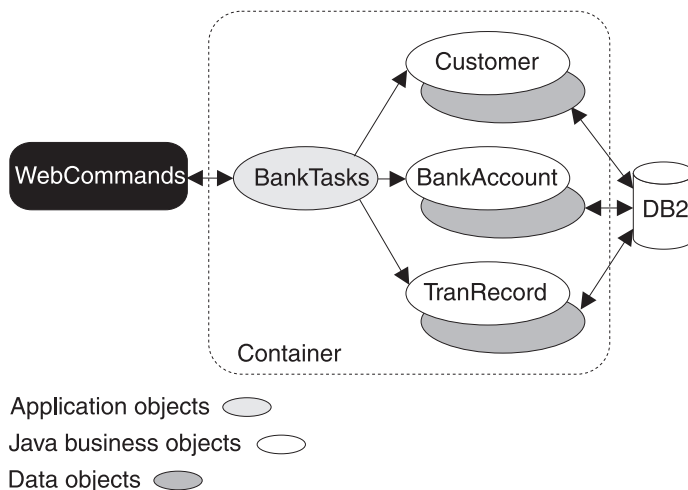 Customer
WebCommands
BankTasks
BankAccount
DB2
TranRecord
Container
Application objects
Java business objects
Data objects